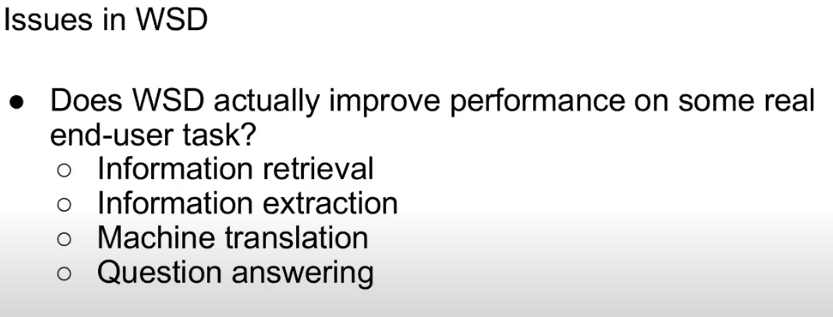 Issues in WSD
● Does WSD actually improve performance on some real
end-user task?
○ Information retrieval
○ Information extraction
○ Machine translation
○ Question answering